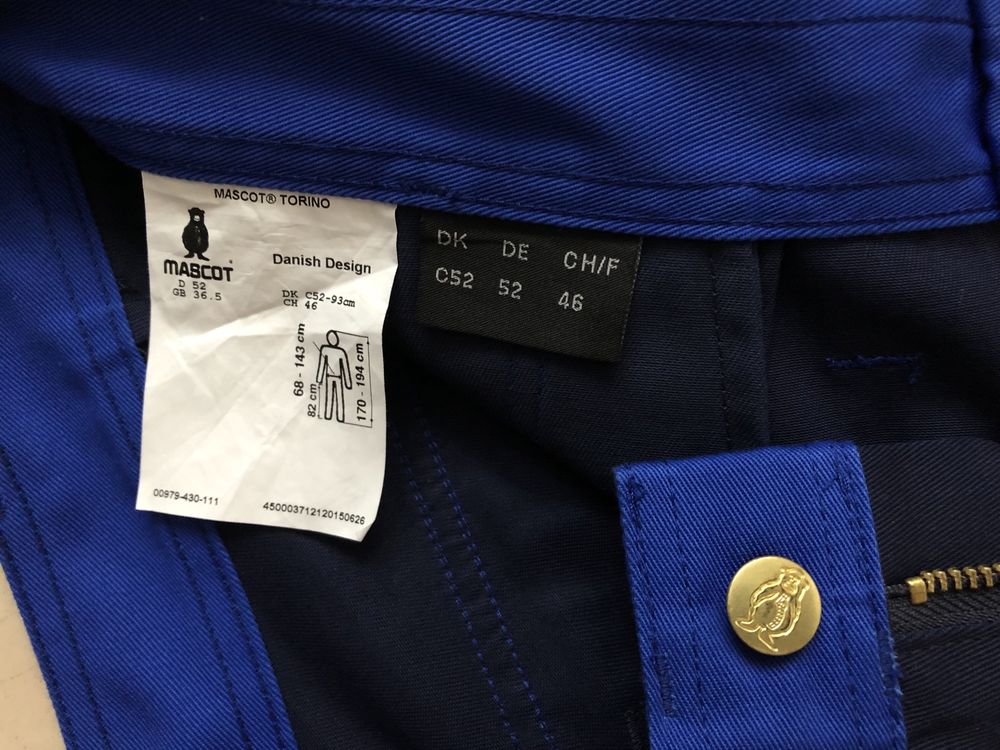 MASCOT® TORINO
MASCOT®
Danish Design
D 52
GB 36.5
DK C52-93cm
CH 46
68 - 143 cm
82 cm
170 - 194 cm
00979-430-111
450003712120150626
DK DE CH/F
C52 52 46